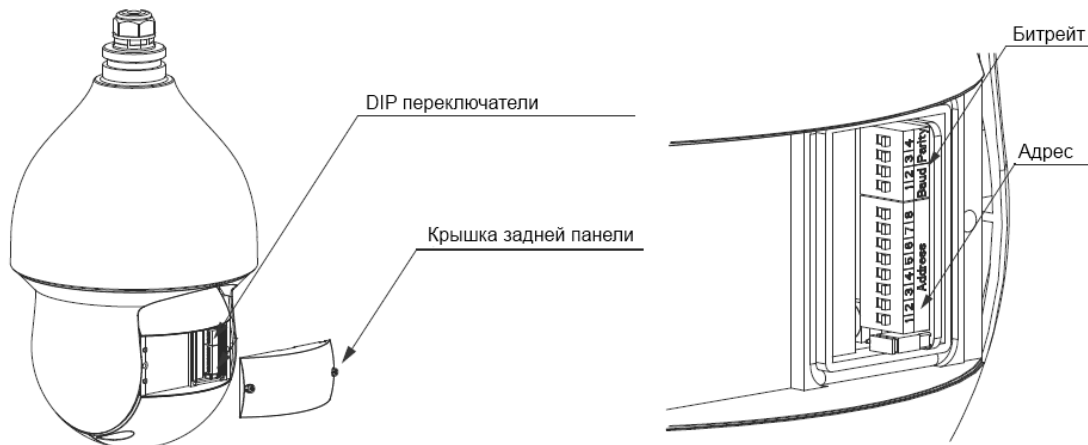 DIP переключатели
Крышка задней панели
Битрейт
Адрес
1 2 3 4
Baud Parity
1 2 3 4 5 6 7 8
Address